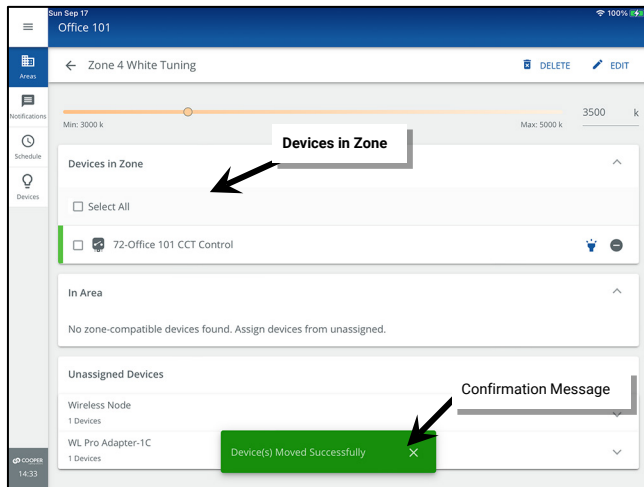 Sun Sep 17
100%
Office 101
Areas
Zone 4 White Tuning
DELETE
EDIT
Notifications
Schedule
Devices
3500 k
Min: 3000 k
Max: 5000 k
Devices in Zone
Devices in Zone
Select All
72-Office 101 CCT Control
In Area
No zone-compatible devices found. Assign devices from unassigned.
Unassigned Devices
Confirmation Message
Wireless Node
1 Devices
WL Pro Adapter-1C
1 Devices
Device(s) Moved Successfully
COOPER
14:33